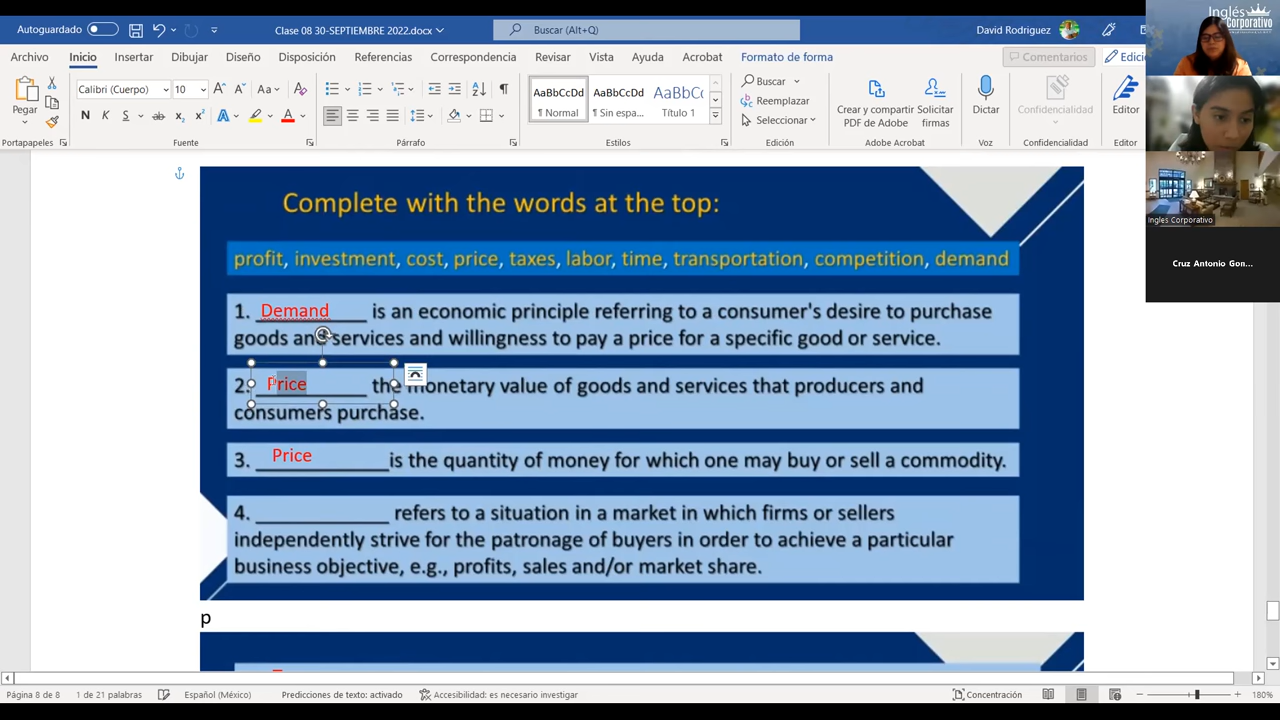 Autoguardado
Clase 08 30-SEPTIEMBRE 2022.docx
Buscar (Alt+Q)
David Rodriguez
Inglés
Corporativo
Archivo Inicio Insertar Dibujar Diseño Disposición Referencias Correspondencia Revisar Vista Ayuda Acrobat Formato de forma Comentarios Edici
Pegar
Calibri (Cuerpo) 10
N K S ab x₂ x²
AaBbCcDd AaBbCcDd AaBbCc
¶ Normal ¶ Sin espa... Título 1
Buscar
Reemplazar
Seleccionar
Crear y compartir PDF de Adobe
Solicitar firmas
Dictar
Confidencialidad
Editor
Portapapeles Fuente Párrafo Estilos Edición Adobe Acrobat Voz Confidencialidad Editor
Complete with the words at the top:
profit, investment, cost, price, taxes, labor, time, transportation, competition, demand
1. Demand is an economic principle referring to a consumer's desire to purchase
goods and services and willingness to pay a price for a specific good or service.
2. Price the monetary value of goods and services that producers and
consumers purchase.
3. Price is the quantity of money for which one may buy or sell a commodity.
4. ____________ refers to a situation in a market in which firms or sellers
independently strive for the patronage of buyers in order to achieve a particular
business objective, e.g., profits, sales and/or market share.
p
Ingles Corporativo
Cruz Antonio Gon...
Página 8 de 8 1 de 21 palabras Español (México) Predicciones de texto: activado Accesibilidad: es necesario investigar Concentración 180%